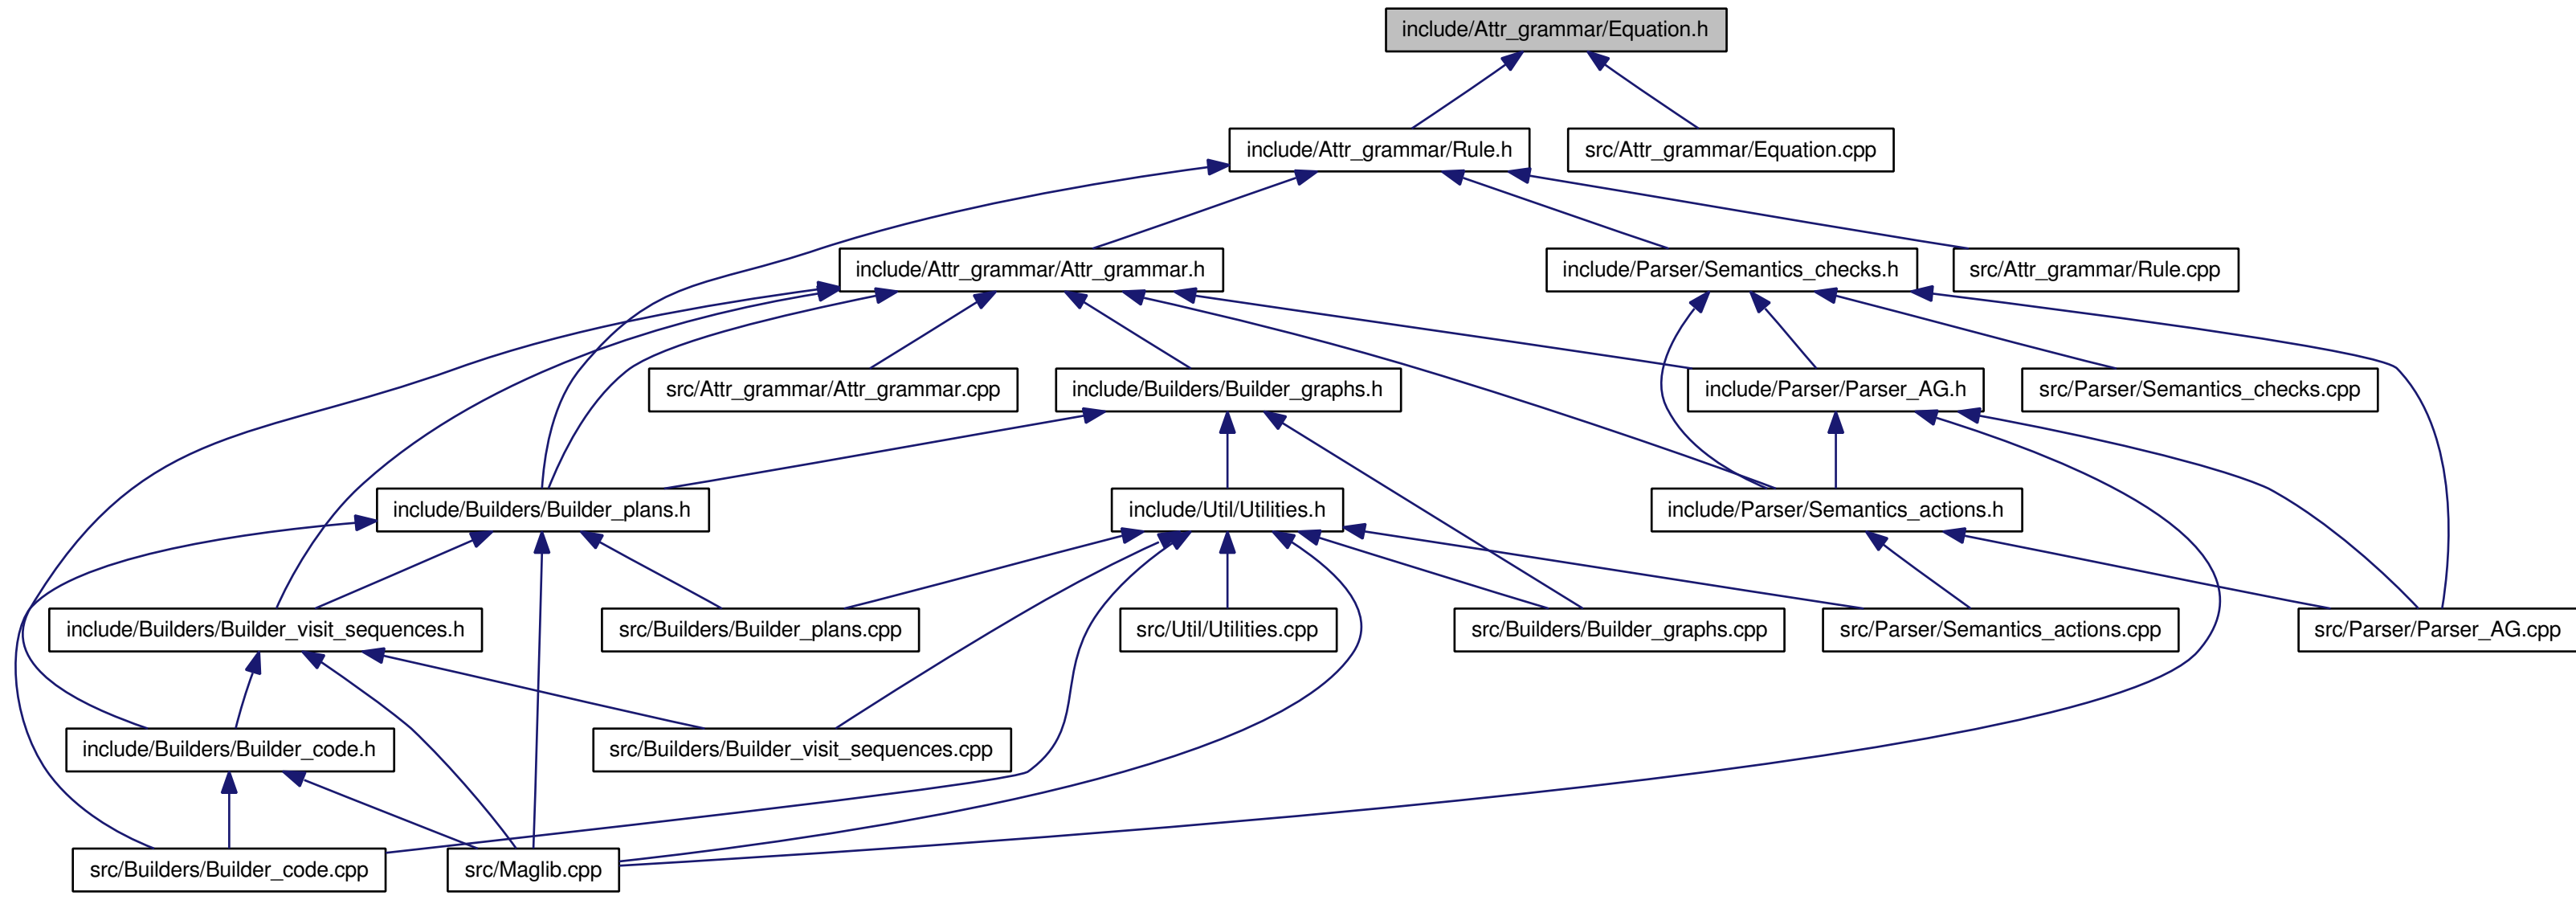 include/Attr_grammar/Equation.h
include/Attr_grammar/Rule.h
src/Attr_grammar/Equation.cpp
include/Attr_grammar/Attr_grammar.h
include/Parser/Semantics_checks.h
src/Attr_grammar/Rule.cpp
src/Attr_grammar/Attr_grammar.cpp
include/Builders/Builder_graphs.h
include/Parser/Parser_AG.h
src/Parser/Semantics_checks.cpp
include/Builders/Builder_plans.h
include/Util/Utilities.h
include/Parser/Semantics_actions.h
include/Builders/Builder_visit_sequences.h
src/Builders/Builder_plans.cpp
src/Util/Utilities.cpp
src/Builders/Builder_graphs.cpp
src/Parser/Semantics_actions.cpp
src/Parser/Parser_AG.cpp
include/Builders/Builder_code.h
src/Builders/Builder_visit_sequences.cpp
src/Builders/Builder_code.cpp
src/Maglib.cpp